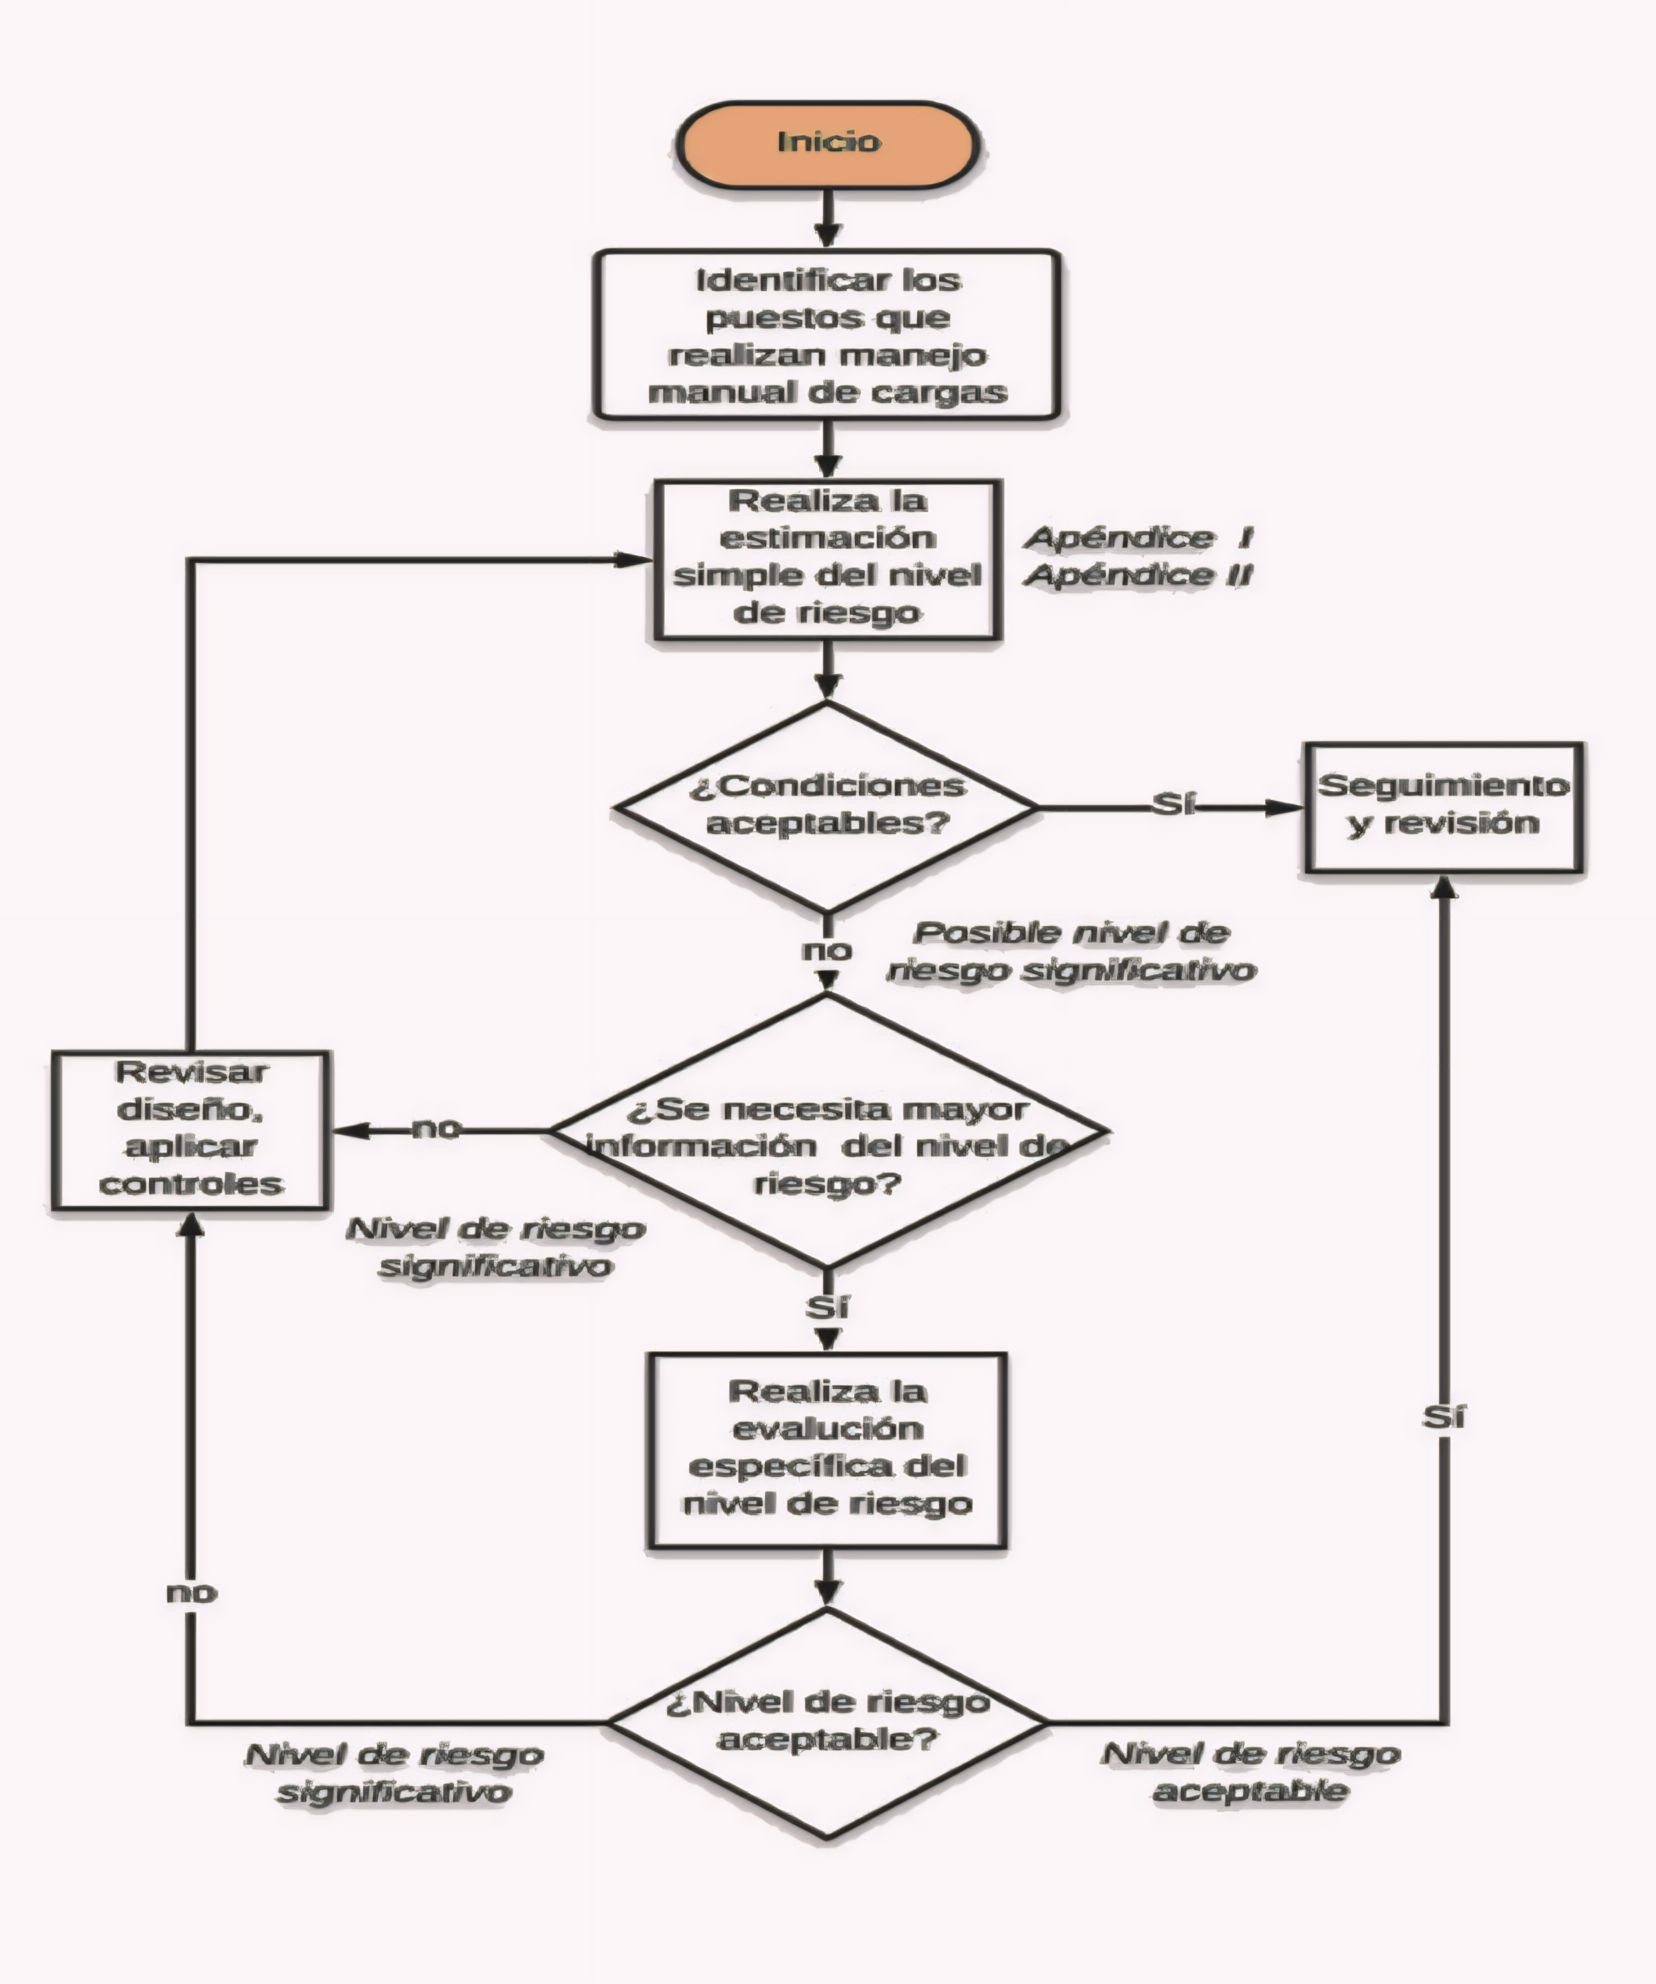 Inicio
Identificar los
puestos que
realizan manejo
manual de cargas
Realiza la
estimación
simple del nivel
de riesgo
Apéndice I
Apéndice II
¿Condiciones
aceptables?
Sí
Seguimiento
y revisión
no
Posible nivel de
riesgo significativo
¿Se necesita mayor
información del nivel de
riesgo?
no
Revisar
diseño,
aplicar
controles
Nivel de riesgo
significativo
Sí
Realiza la
evalución
específica del
nivel de riesgo
Sí
no
¿Nivel de riesgo
aceptable?
Nivel de riesgo
significativo
Nivel de riesgo
aceptable